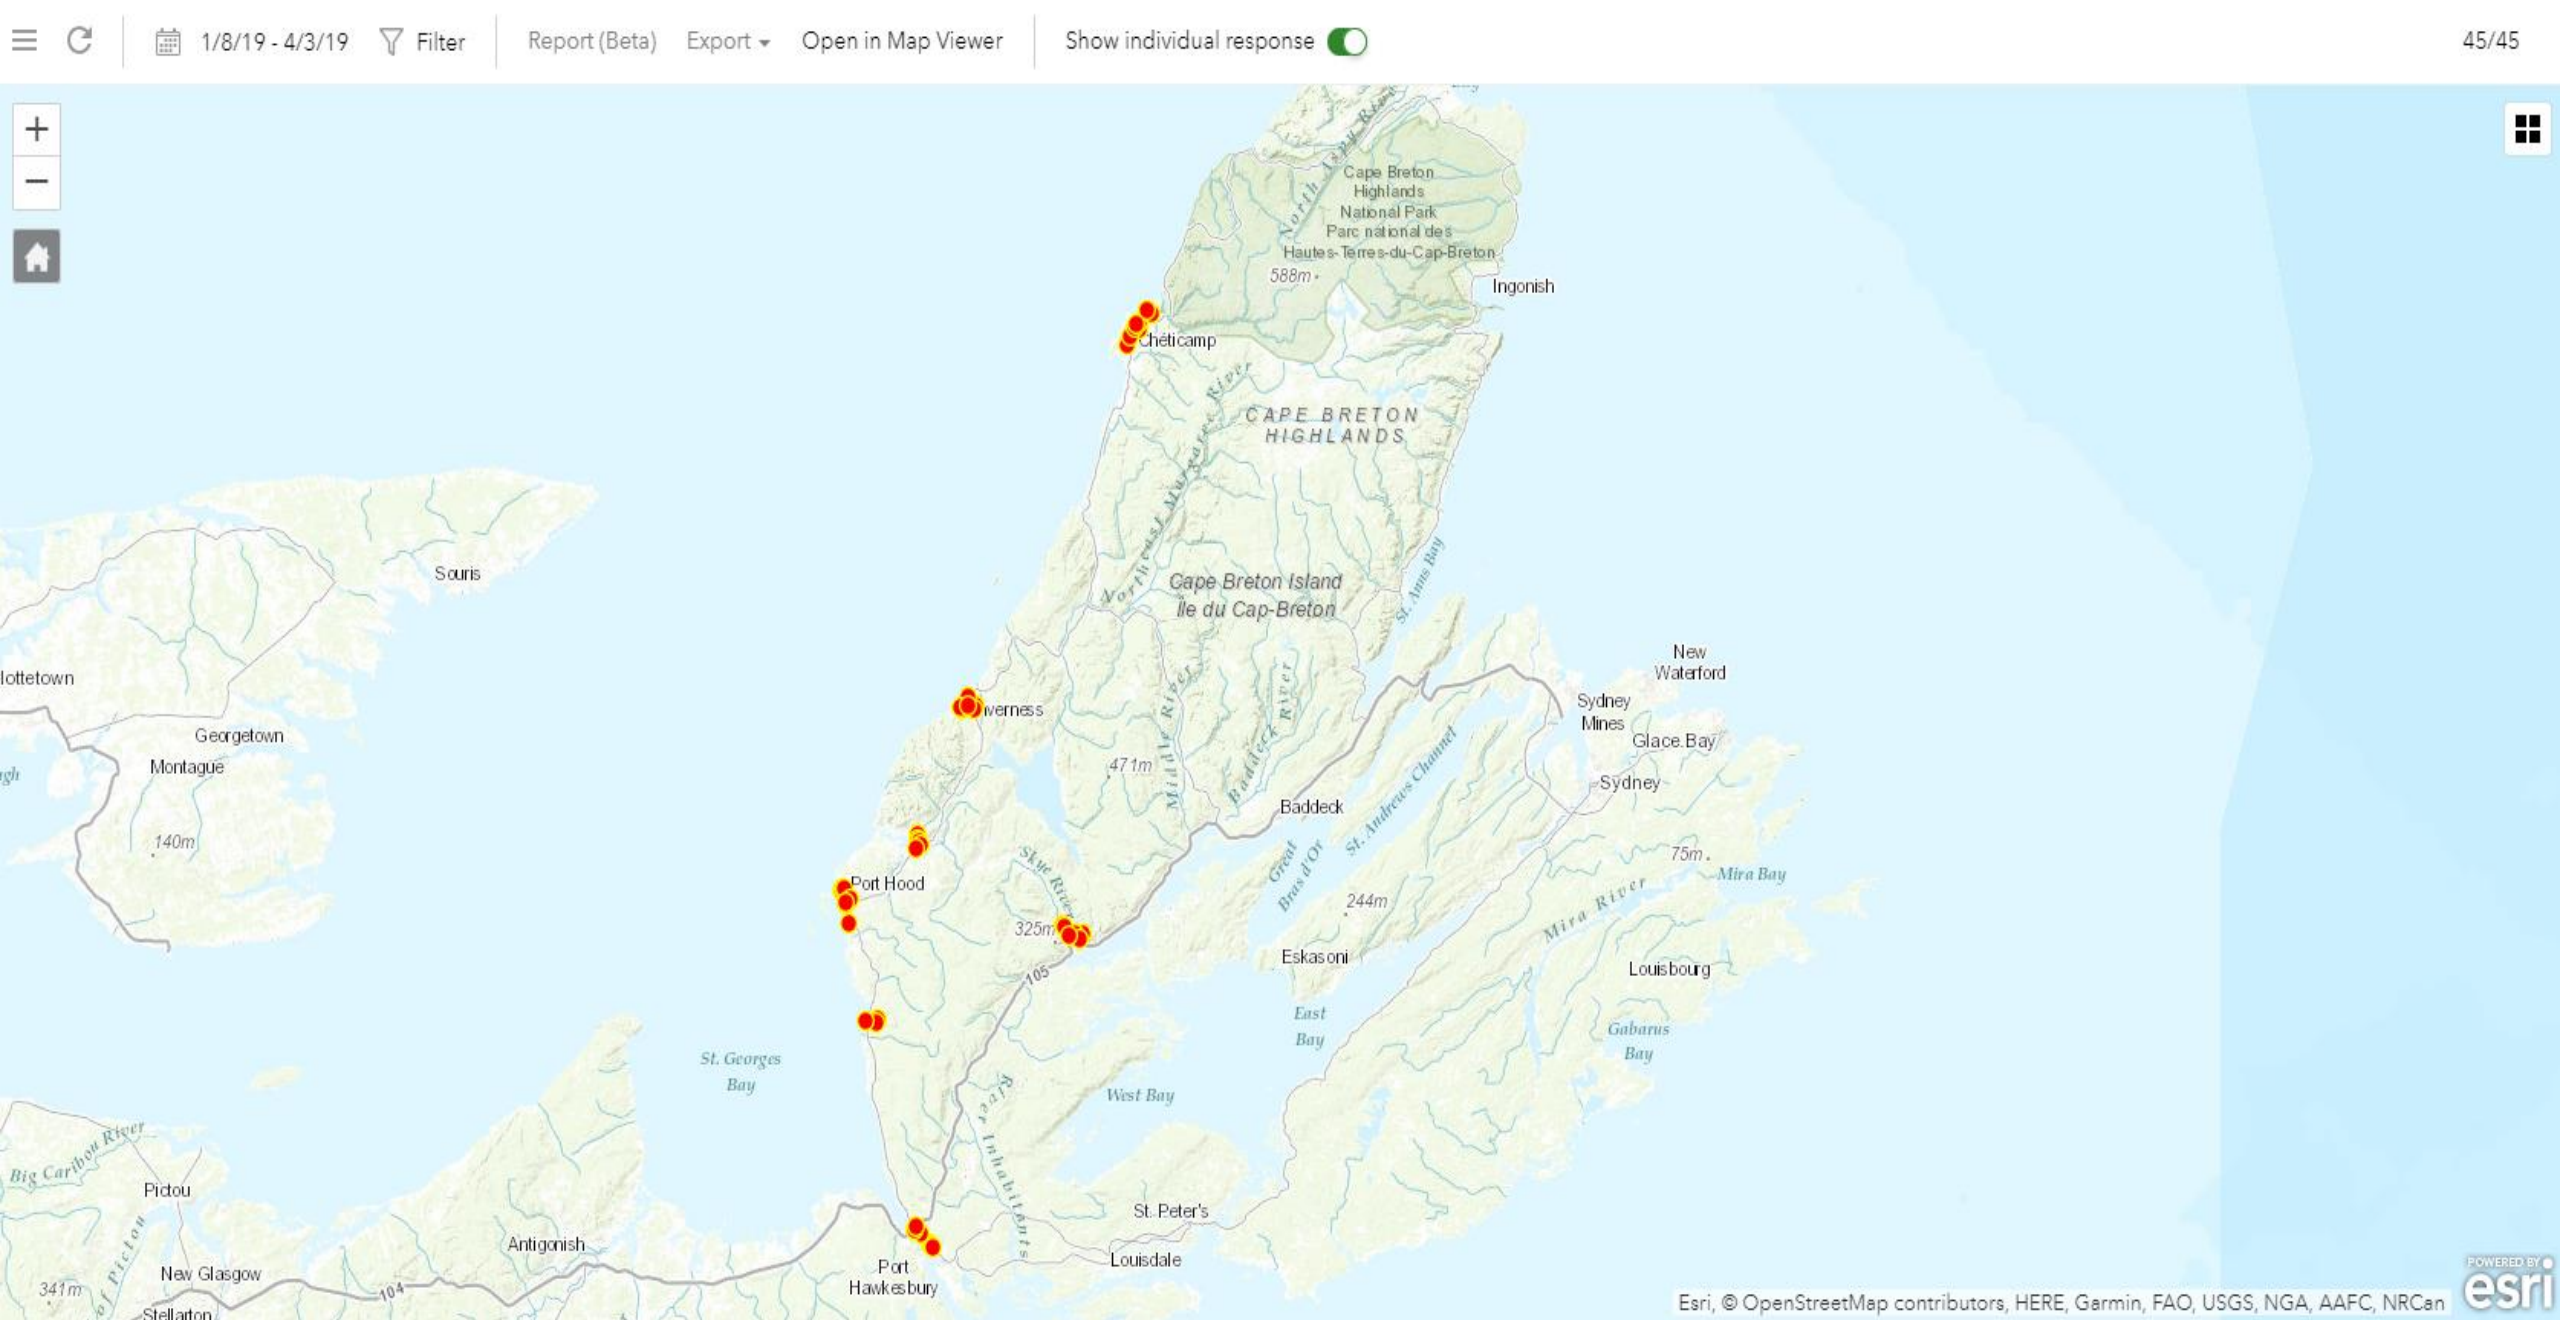 1/8/19 - 4/3/19
Filter
Report (Beta)
Export
Open in Map Viewer
Show individual response
45/45
North Aspy River
Cape Breton
Highlands
National Park
Parc national des
Hautes-Terres-du-Cap-Breton
588m
Ingonish
Chéticamp
Northeast Margaree River
CAPE BRETON
HIGHLANDS
Souris
Cape Breton Island
Île du Cap-Breton
St. Anns Bay
New
Waterford
lottetown
Sydney
Mines
nverness
Georgetown
Glace Bay
Montague
471m
Middle River
Baddeck River
St. Andrews Channel
Sydney
Baddeck
140m
Great
Bras d'Or
75m
Mira Bay
Skye River
Port Hood
244m
Mira River
325m
Eskasoni
Louisbourg
105
East
Bay
Gabarus
Bay
St. Georges
Bay
West Bay
River Inhabitants
Big Caribou River
Pictou
St. Peter's
of Pictou
Antigonish
Louisdale
Port
Hawkesbury
New Glasgow
341m
104
Stellarton
Esri, © OpenStreetMap contributors, HERE, Garmin, FAO, USGS, NGA, AAFC, NRCan
POWERED BY
esri